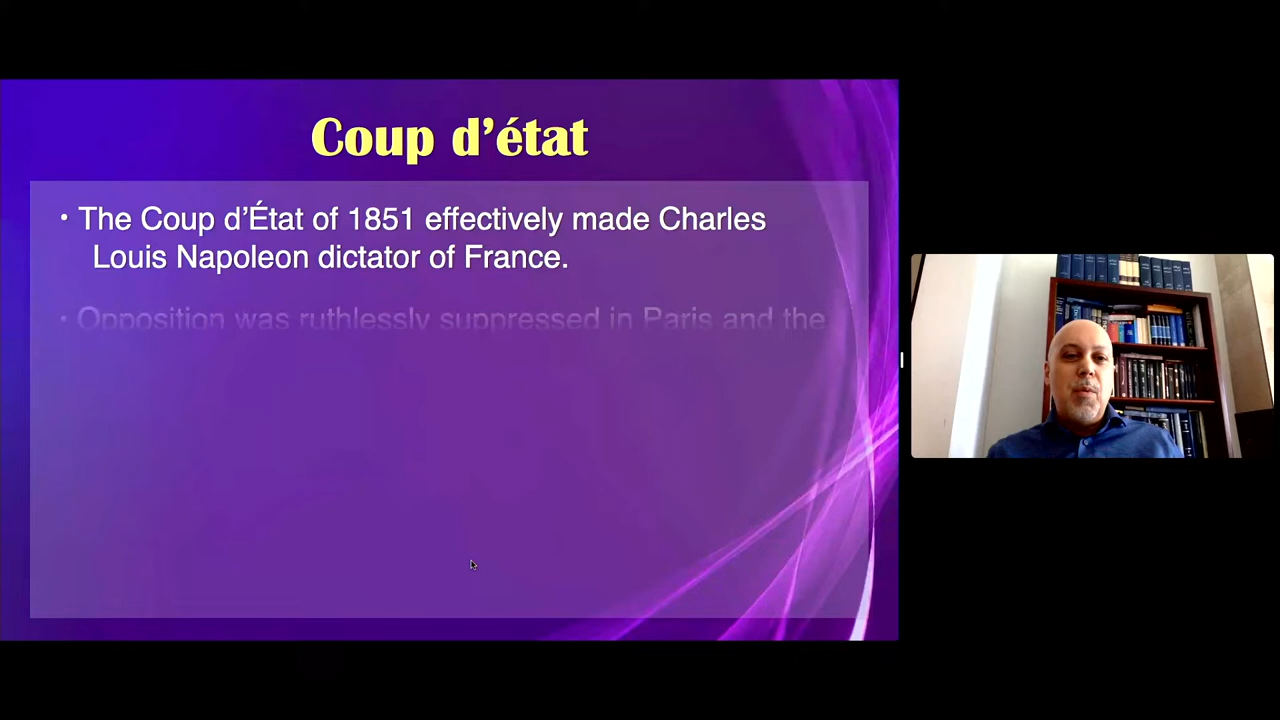 Coup d’état
• The Coup d’État of 1851 effectively made Charles
Louis Napoleon dictator of France.
• Opposition was ruthlessly suppressed in Paris and the